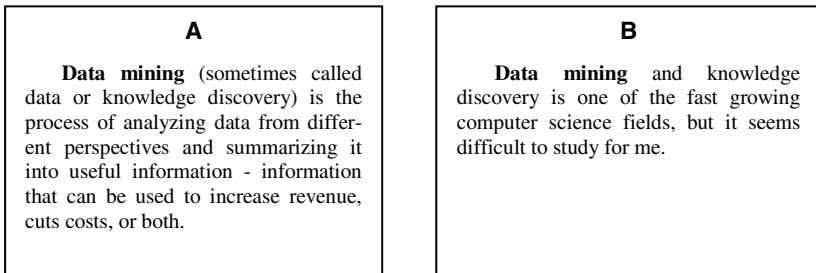 A
Data mining (sometimes called
data or knowledge discovery) is the
process of analyzing data from differ-
ent perspectives and summarizing it
into useful information - information
that can be used to increase revenue,
cuts costs, or both.
B
Data mining and knowledge
discovery is one of the fast growing
computer science fields, but it seems
difficult to study for me.